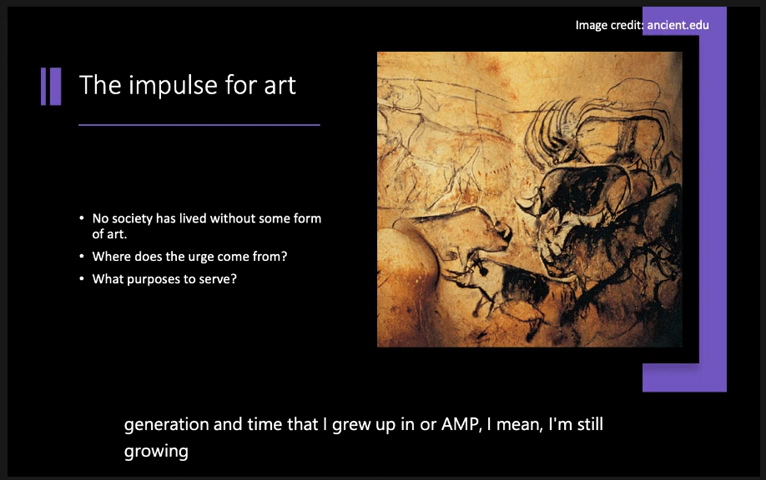 Image credit: ancient.edu
The impulse for art
• No society has lived without some form
of art.
• Where does the urge come from?
• What purposes to serve?
generation and time that I grew up in or AMP, I mean, I'm still
growing